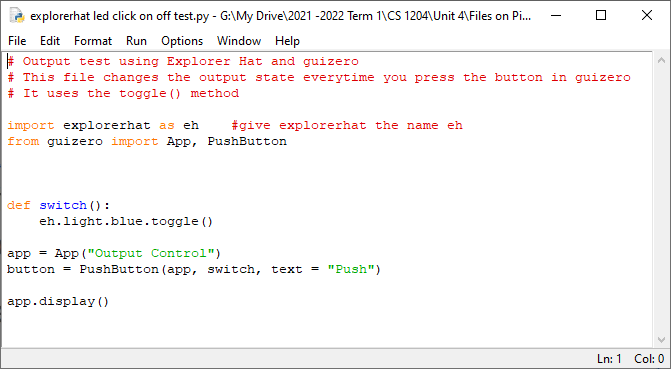 explorerhat led click on off test.py - G:\My Drive\2021 -2022 Term 1\CS 1204\Unit 4\Files on Pi...
File Edit Format Run Options Window Help
# Output test using Explorer Hat and guizero
# This file changes the output state everytime you press the button in guizero
# It uses the toggle() method
import explorerhat as eh    #give explorerhat the name eh
from guizero import App, PushButton
def switch():
    eh.light.blue.toggle()
app = App("Output Control")
button = PushButton(app, switch, text = "Push")
app.display()
Ln: 1 Col: 0